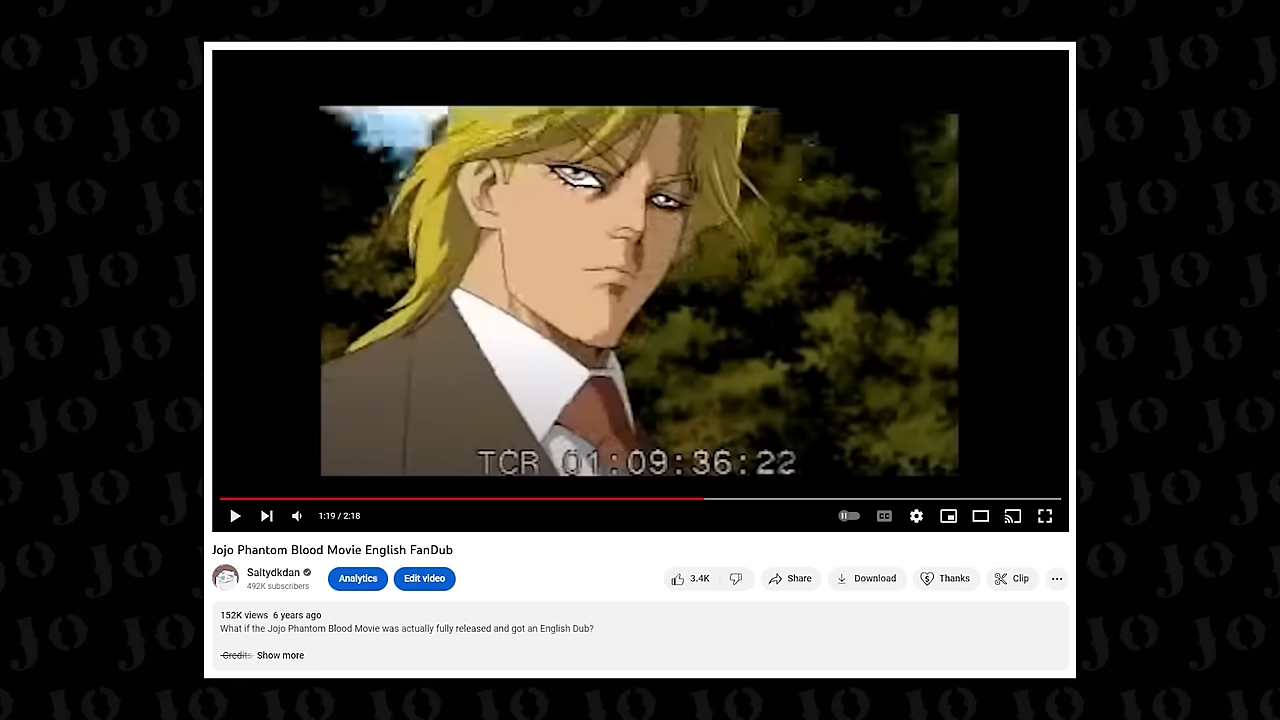 TCR 01:09:36:22
1:19 / 2:18
CC
Jojo Phantom Blood Movie English FanDub
Saltydkdan
492K subscribers
Analytics
Edit video
3.4K
Share
Download
Thanks
Clip
152K views 6 years ago
What if the Jojo Phantom Blood Movie was actually fully released and got an English Dub?
Credits Show more